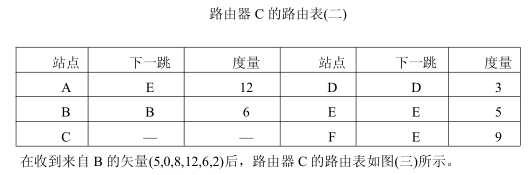 路由器 C 的路由表(二)
站点 下一跳 度量 站点 下一跳 度量
A E 12 D D 3
B B 6 E E 5
C — — F E 9
在收到来自 B 的矢量(5,0,8,12,6,2)后，路由器 C 的路由表如图(三)所示。